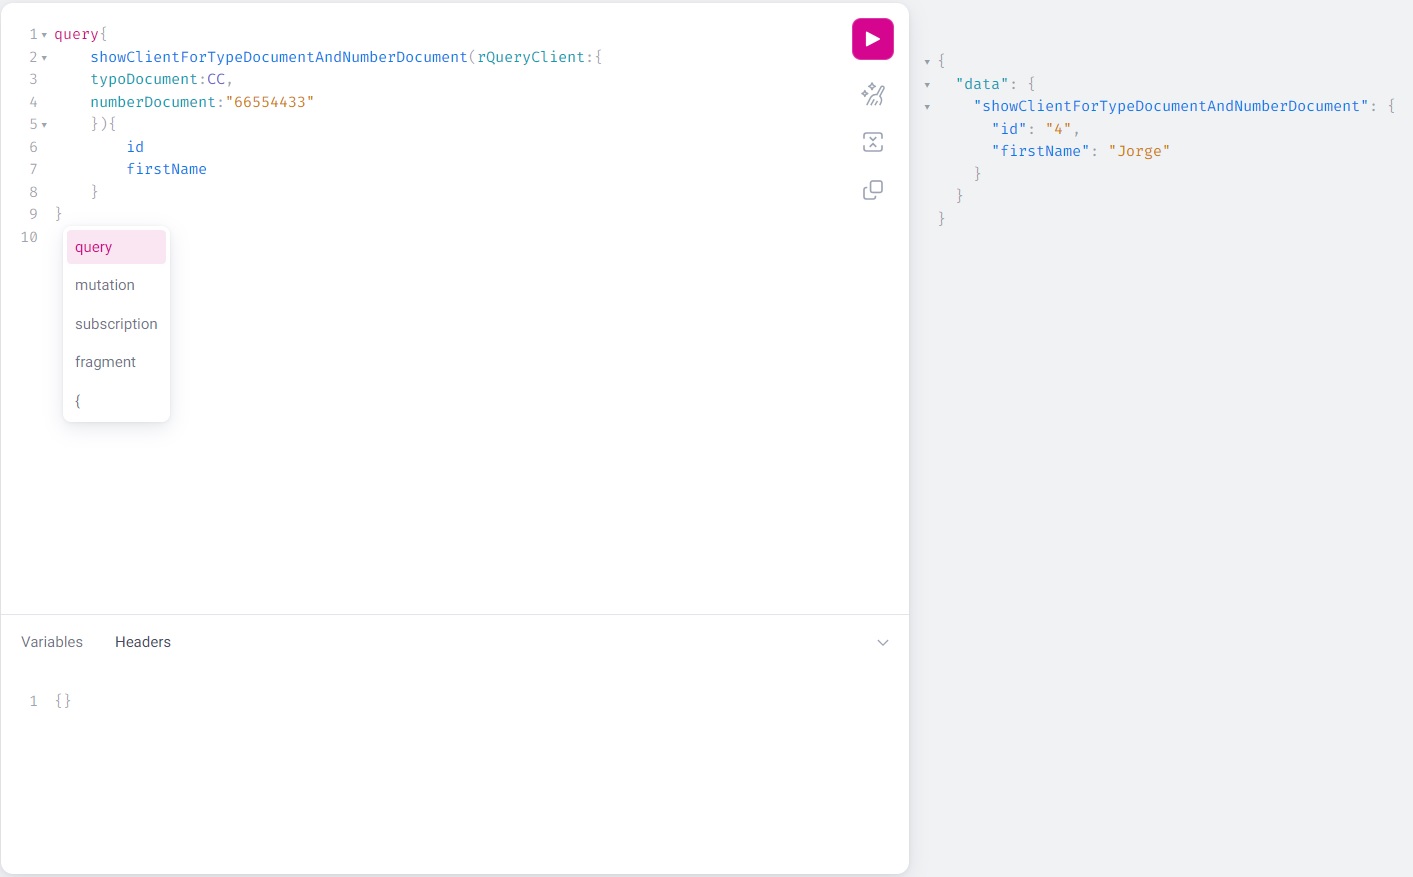 1 query{
2 showClientForTypeDocumentAndNumberDocument(rQueryClient:{
3 typoDocument:CC,
4 numberDocument:"66554433"
5 }){
6 id
7 firstName
8 }
9 }
10
query
mutation
subscription
fragment
{
Variables Headers
1 {}
{
"data": {
"showClientForTypeDocumentAndNumberDocument": {
"id": "4",
"firstName": "Jorge"
}
}
}